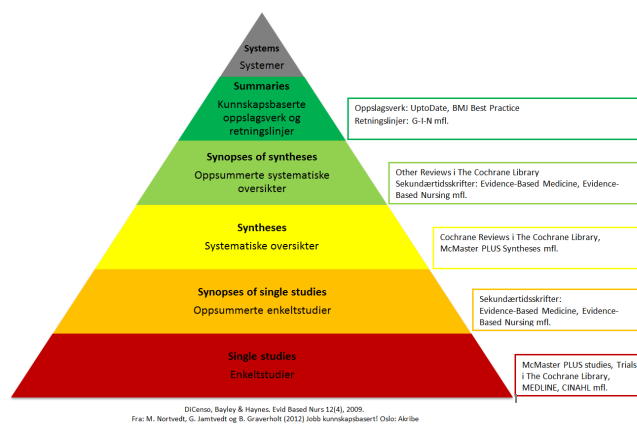 Systems
Systemer
Summaries
Kunnskapsbaserte
oppslagsverk og
retningslinjer
Oppslagsverk: UptoDate, BMJ Best Practice
Retningslinjer: G-I-N mfl.
Synopses of syntheses
Oppsummerte systematiske
oversikter
Other Reviews i The Cochrane Library
Sekundærtidsskrifter: Evidence-Based Medicine, Evidence-
Based Nursing mfl.
Syntheses
Systematiske oversikter
Cochrane Reviews i The Cochrane Library,
McMaster PLUS Syntheses mfl.
Synopses of single studies
Oppsummerte enkeltstudier
Sekundærtidsskrifter:
Evidence-Based Medicine, Evidence-
Based Nursing mfl.
Single studies
Enkeltstudier
McMaster PLUS studies, Trials
i The Cochrane Library,
MEDLINE, CINAHL mfl.
DiCenso, Bayley & Haynes. Evid Based Nurs 12(4), 2009.
Fra: M. Nortvedt, G. Jamtvedt og B. Graverholt (2012) Jobb kunnskapsbasert! Oslo: Akribe